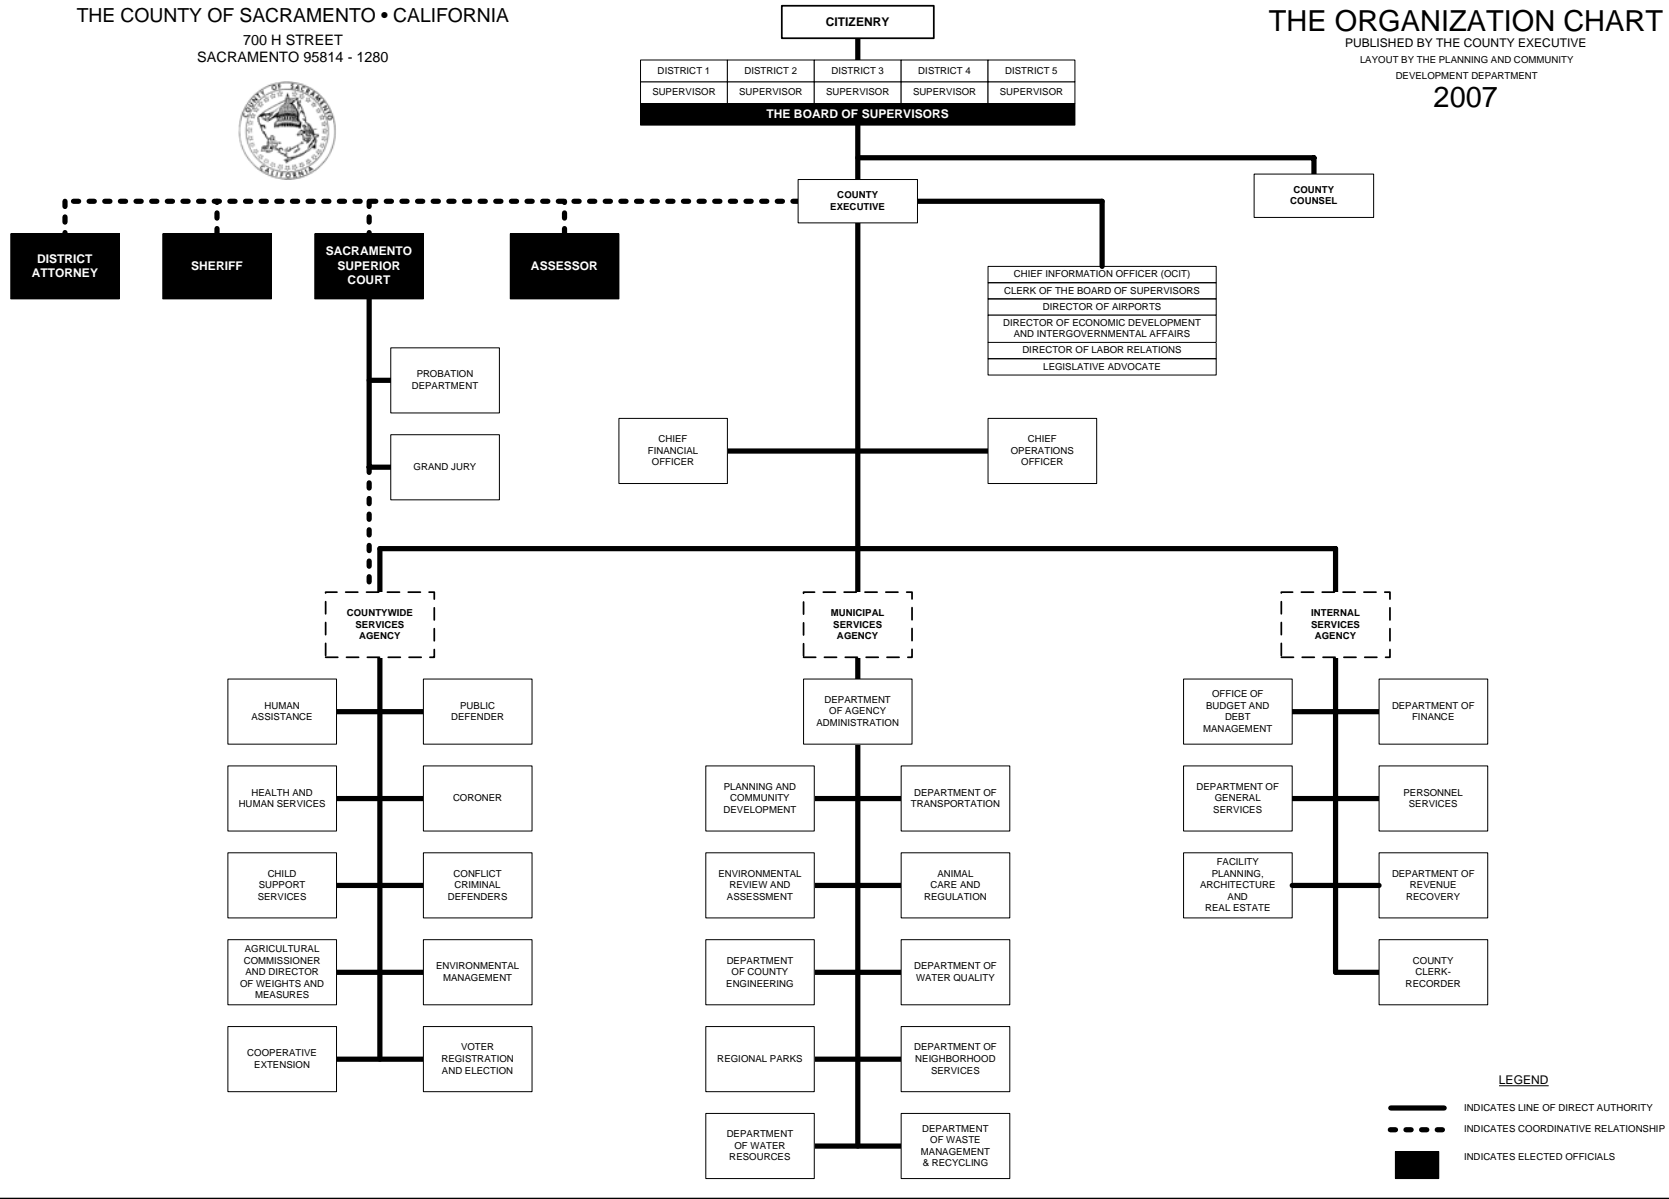 THE COUNTY OF SACRAMENTO • CALIFORNIA
700 H STREET
SACRAMENTO 95814 - 1280
COUNTY OF SACRAMENTO
CALIFORNIA
THE ORGANIZATION CHART
PUBLISHED BY THE COUNTY EXECUTIVE
LAYOUT BY THE PLANNING AND COMMUNITY
DEVELOPMENT DEPARTMENT
2007
CITIZENRY
DISTRICT 1 DISTRICT 2 DISTRICT 3 DISTRICT 4 DISTRICT 5
SUPERVISOR SUPERVISOR SUPERVISOR SUPERVISOR SUPERVISOR
THE BOARD OF SUPERVISORS
COUNTY
EXECUTIVE
COUNTY
COUNSEL
DISTRICT
ATTORNEY
SHERIFF
SACRAMENTO
SUPERIOR
COURT
ASSESSOR
CHIEF INFORMATION OFFICER (OCIT)
CLERK OF THE BOARD OF SUPERVISORS
DIRECTOR OF AIRPORTS
DIRECTOR OF ECONOMIC DEVELOPMENT
AND INTERGOVERNMENTAL AFFAIRS
DIRECTOR OF LABOR RELATIONS
LEGISLATIVE ADVOCATE
PROBATION
DEPARTMENT
GRAND JURY
CHIEF
FINANCIAL
OFFICER
CHIEF
OPERATIONS
OFFICER
COUNTYWIDE
SERVICES
AGENCY
MUNICIPAL
SERVICES
AGENCY
INTERNAL
SERVICES
AGENCY
HUMAN
ASSISTANCE
PUBLIC
DEFENDER
HEALTH AND
HUMAN SERVICES
CORONER
CHILD
SUPPORT
SERVICES
CONFLICT
CRIMINAL
DEFENDERS
AGRICULTURAL
COMMISSIONER
AND DIRECTOR
OF WEIGHTS AND
MEASURES
ENVIRONMENTAL
MANAGEMENT
COOPERATIVE
EXTENSION
VOTER
REGISTRATION
AND ELECTION
DEPARTMENT
OF AGENCY
ADMINISTRATION
PLANNING AND
COMMUNITY
DEVELOPMENT
DEPARTMENT OF
TRANSPORTATION
ENVIRONMENTAL
REVIEW AND
ASSESSMENT
ANIMAL
CARE AND
REGULATION
DEPARTMENT
OF COUNTY
ENGINEERING
DEPARTMENT OF
WATER QUALITY
REGIONAL PARKS
DEPARTMENT OF
NEIGHBORHOOD
SERVICES
DEPARTMENT
OF WATER
RESOURCES
DEPARTMENT
OF WASTE
MANAGEMENT
& RECYCLING
OFFICE OF
BUDGET AND
DEBT
MANAGEMENT
DEPARTMENT OF
FINANCE
DEPARTMENT OF
GENERAL
SERVICES
PERSONNEL
SERVICES
FACILITY
PLANNING,
ARCHITECTURE
AND
REAL ESTATE
DEPARTMENT OF
REVENUE
RECOVERY
COUNTY
CLERK-
RECORDER
LEGEND
INDICATES LINE OF DIRECT AUTHORITY
INDICATES COORDINATIVE RELATIONSHIP
INDICATES ELECTED OFFICIALS